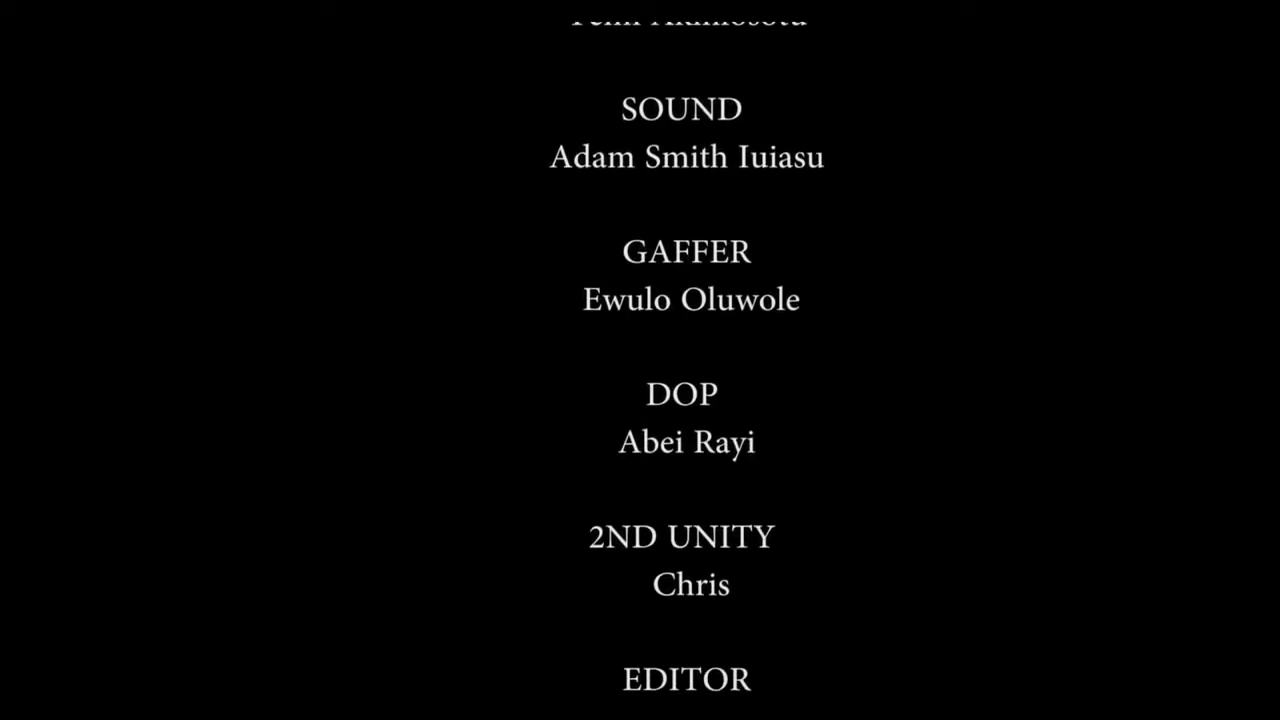 SOUND
Adam Smith Iuiasu
GAFFER
Ewulo Oluwole
DOP
Abei Rayi
2ND UNITY
Chris
EDITOR